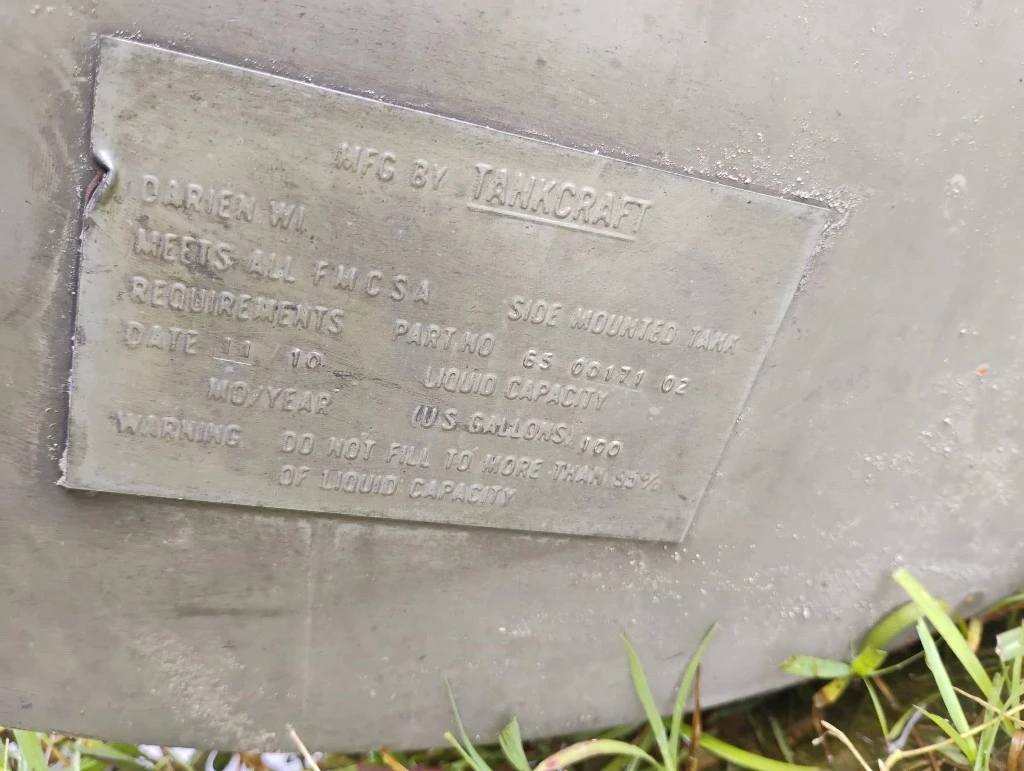 MFG BY TANKCRAFT
DARIEN WI.
MEETS ALL F M C S A
REQUIREMENTS
DATE 11 / 10
MO/YEAR
SIDE MOUNTED TANK
PART NO 65 00171 02
LIQUID CAPACITY
(US GALLONS) 100
WARNING DO NOT FILL TO MORE THAN 95%
OF LIQUID CAPACITY